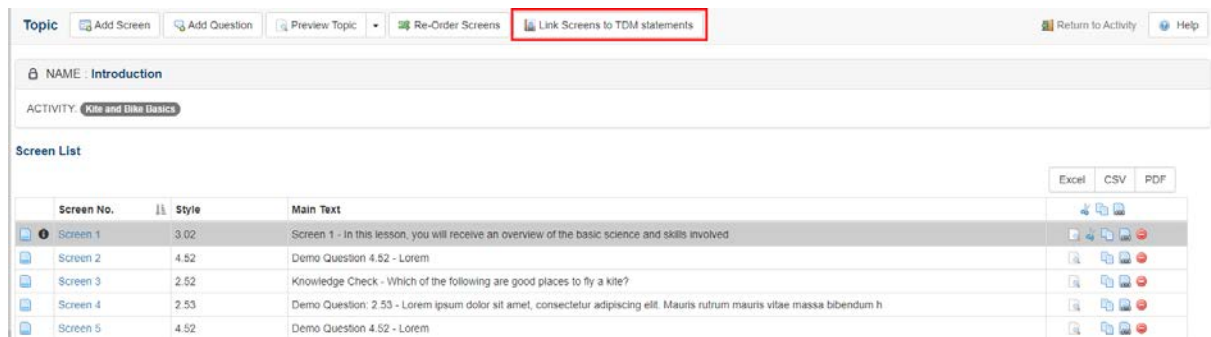 Topic Add Screen Add Question Preview Topic Re-Order Screens Link Screens to TDM statements Return to Activity Help
NAME : Introduction
ACTIVITY: Kite and Bike Basics
Screen List
Excel CSV PDF
Screen No. Style Main Text
Screen 1 3.02 Screen 1 - In this lesson, you will receive an overview of the basic science and skills involved
Screen 2 4.52 Demo Question 4.52 - Lorem
Screen 3 2.52 Knowledge Check - Which of the following are good places to fly a kite?
Screen 4 2.53 Demo Question: 2.53 - Lorem ipsum dolor sit amet, consectetur adipiscing elit. Mauris rutrum mauris vitae massa bibendum h
Screen 5 4.52 Demo Question 4.52 - Lorem